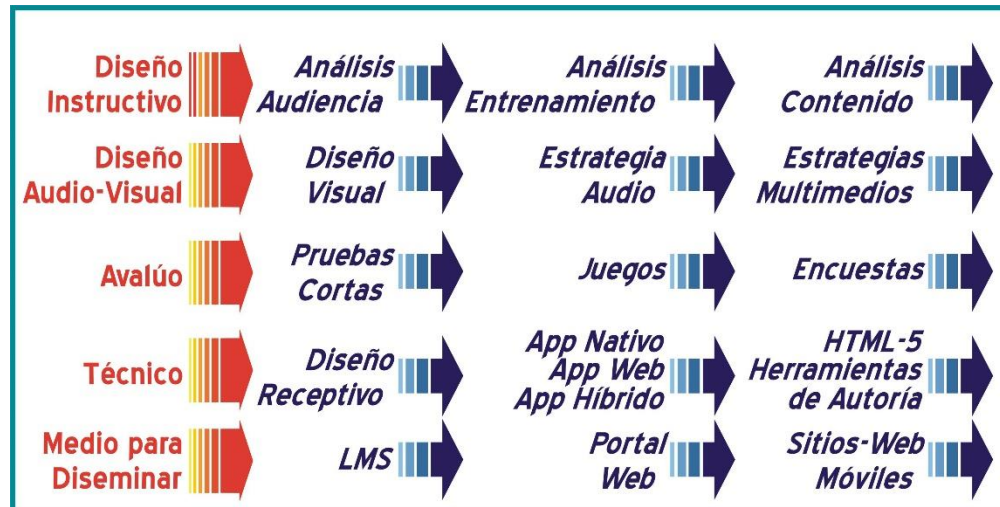 Diseño
Instructivo
Análisis
Audiencia
Análisis
Entrenamiento
Análisis
Contenido
Diseño
Audio-Visual
Diseño
Visual
Estrategia
Audio
Estrategias
Multimedios
Avalúo
Pruebas
Cortas
Juegos
Encuestas
Técnico
Diseño
Receptivo
App Nativo
App Web
App Híbrido
HTML-5
Herramientas
de Autoría
Medio para
Diseminar
LMS
Portal
Web
Sitios-Web
Móviles